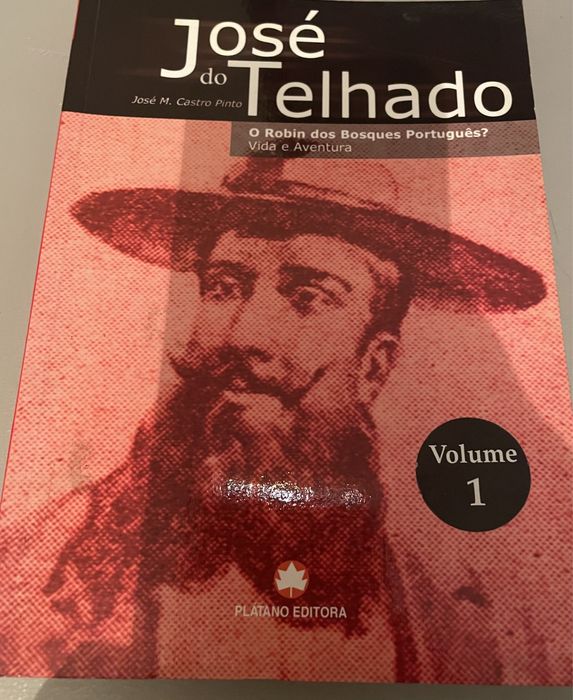 José
do Telhado
José M. Castro Pinto
O Robin dos Bosques Português?
Vida e Aventura
Volume
1
PLÁTANO EDITORA